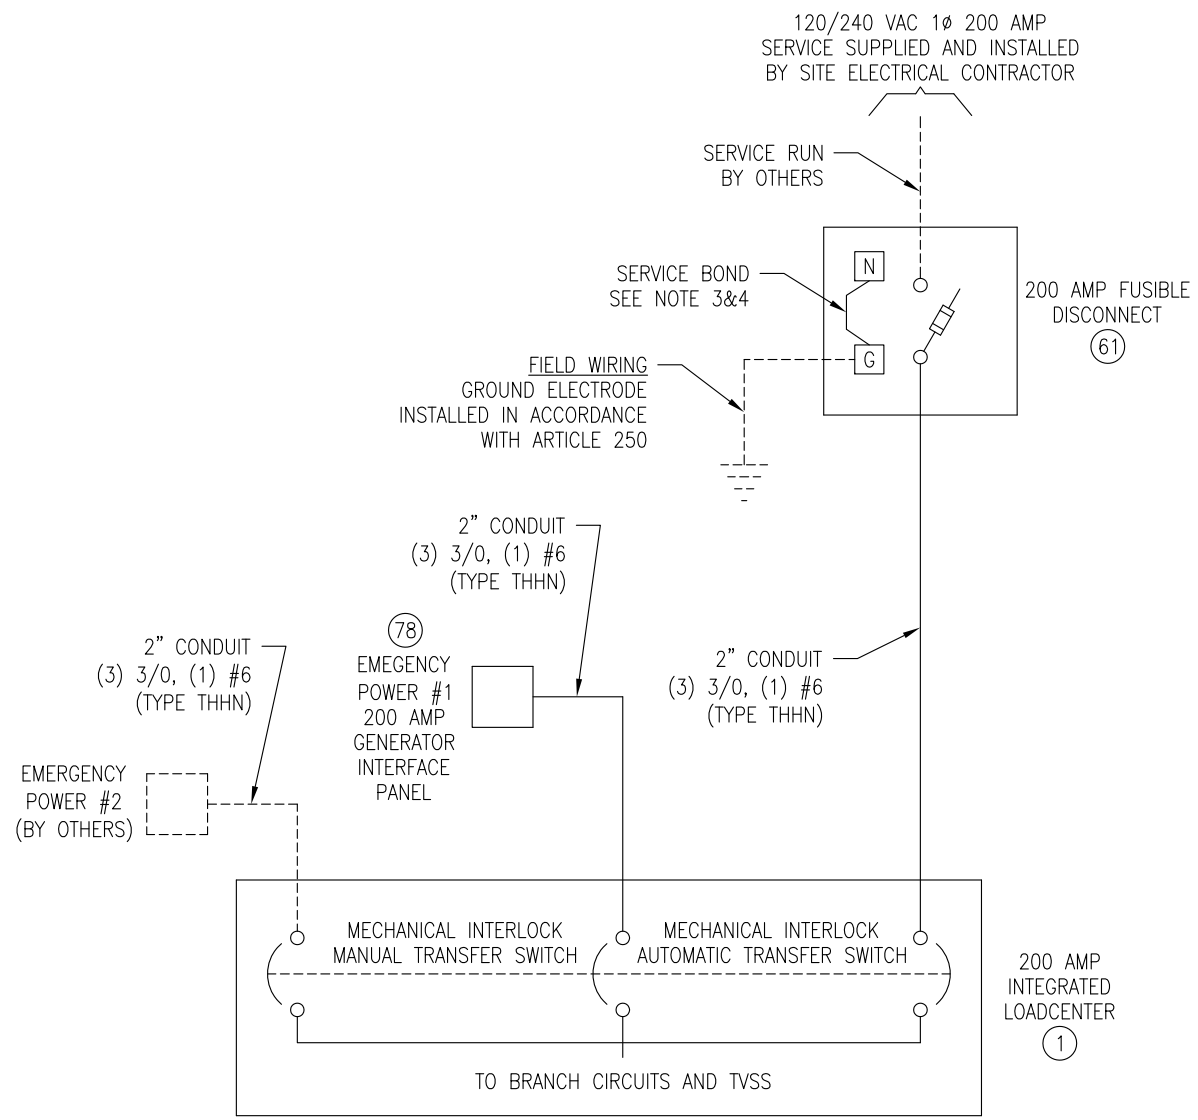 120/240 VAC 1ø 200 AMP
SERVICE SUPPLIED AND INSTALLED
BY SITE ELECTRICAL CONTRACTOR
SERVICE RUN
BY OTHERS
N
SERVICE BOND
SEE NOTE 3&4
200 AMP FUSIBLE
DISCONNECT
61
G
FIELD WIRING
GROUND ELECTRODE
INSTALLED IN ACCORDANCE
WITH ARTICLE 250
2" CONDUIT
(3) 3/0, (1) #6
(TYPE THHN)
78
EMEGENCY
POWER #1
200 AMP
GENERATOR
INTERFACE
PANEL
2" CONDUIT
(3) 3/0, (1) #6
(TYPE THHN)
2" CONDUIT
(3) 3/0, (1) #6
(TYPE THHN)
EMERGENCY
POWER #2
(BY OTHERS)
MECHANICAL INTERLOCK
MANUAL TRANSFER SWITCH
MECHANICAL INTERLOCK
AUTOMATIC TRANSFER SWITCH
200 AMP
INTEGRATED
LOADCENTER
1
TO BRANCH CIRCUITS AND TVSS